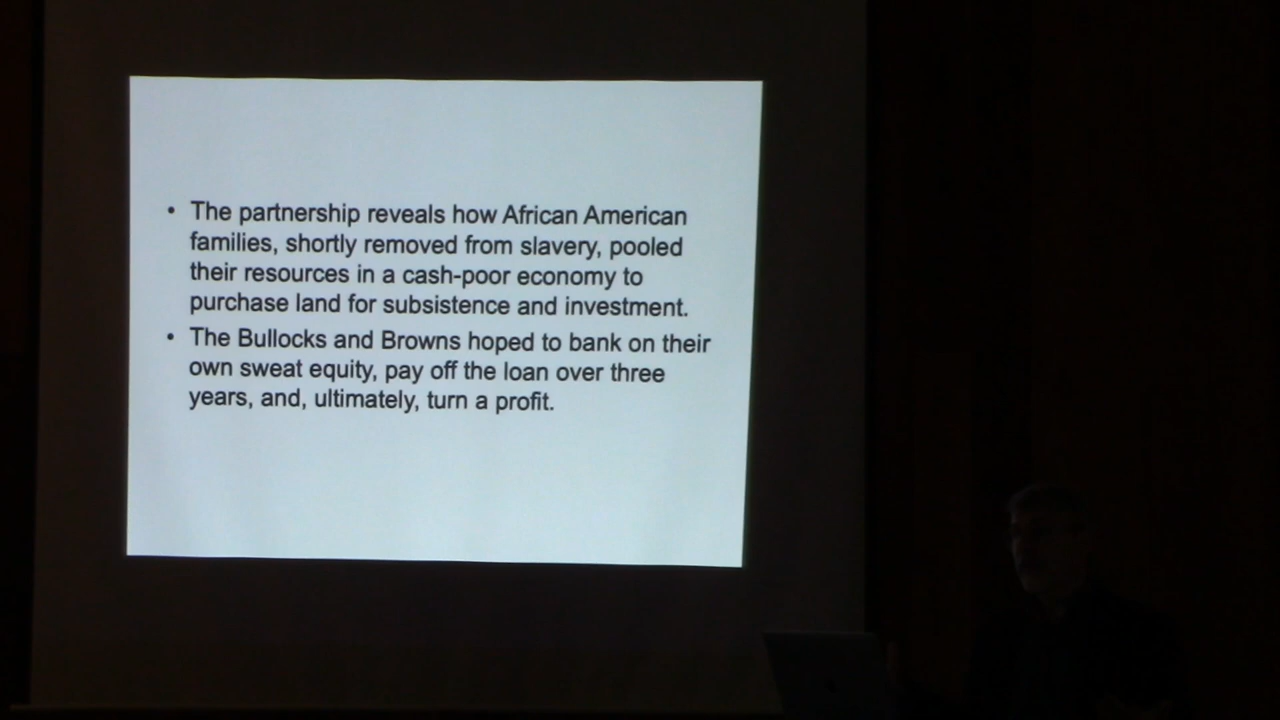 • The partnership reveals how African American
families, shortly removed from slavery, pooled
their resources in a cash-poor economy to
purchase land for subsistence and investment.
• The Bullocks and Browns hoped to bank on their
own sweat equity, pay off the loan over three
years, and, ultimately, turn a profit.